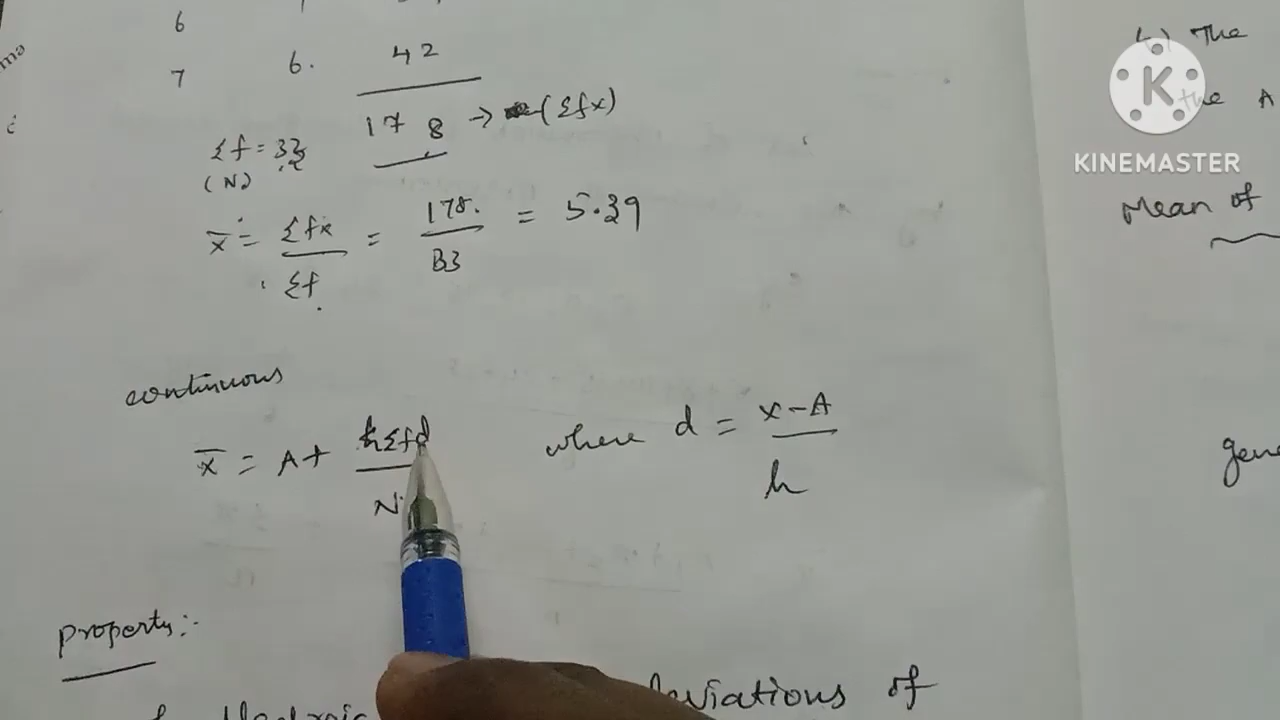 6
7 6. 42
178 → (Σfx)
Σf = 33
(N)
x̄ = Σfx / Σf = 178. / 33 = 5.39
continuous
x̄ = A + hΣfd / N where d = x-A / h
property:-
deviations of
The
the A
KINEMASTER
Mean of